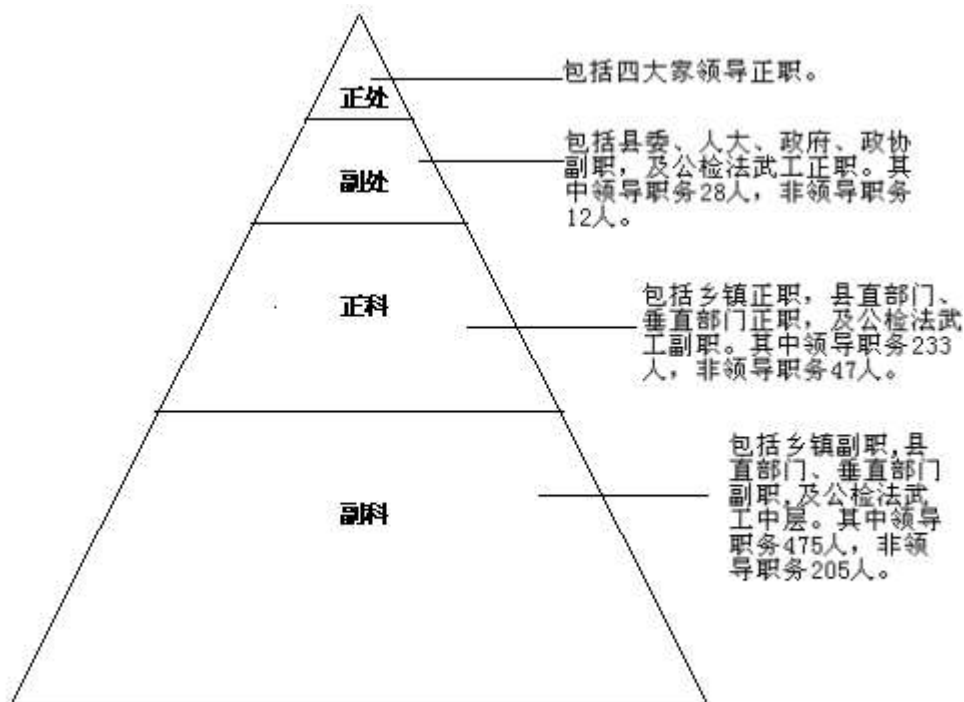 正处
包括四大家领导正职。
副处
包括县委、人大、政府、政协
副职，及公检法武工正职。其
中领导职务28人，非领导职务
12人。
正科
包括乡镇正职，县直部门、
垂直部门正职，及公检法武
工副职。其中领导职务233
人，非领导职务47人。
副科
包括乡镇副职,县
直部门、垂直部门
副职,及公检法武
工中层。其中领导
职务475人，非领
导职务205人。